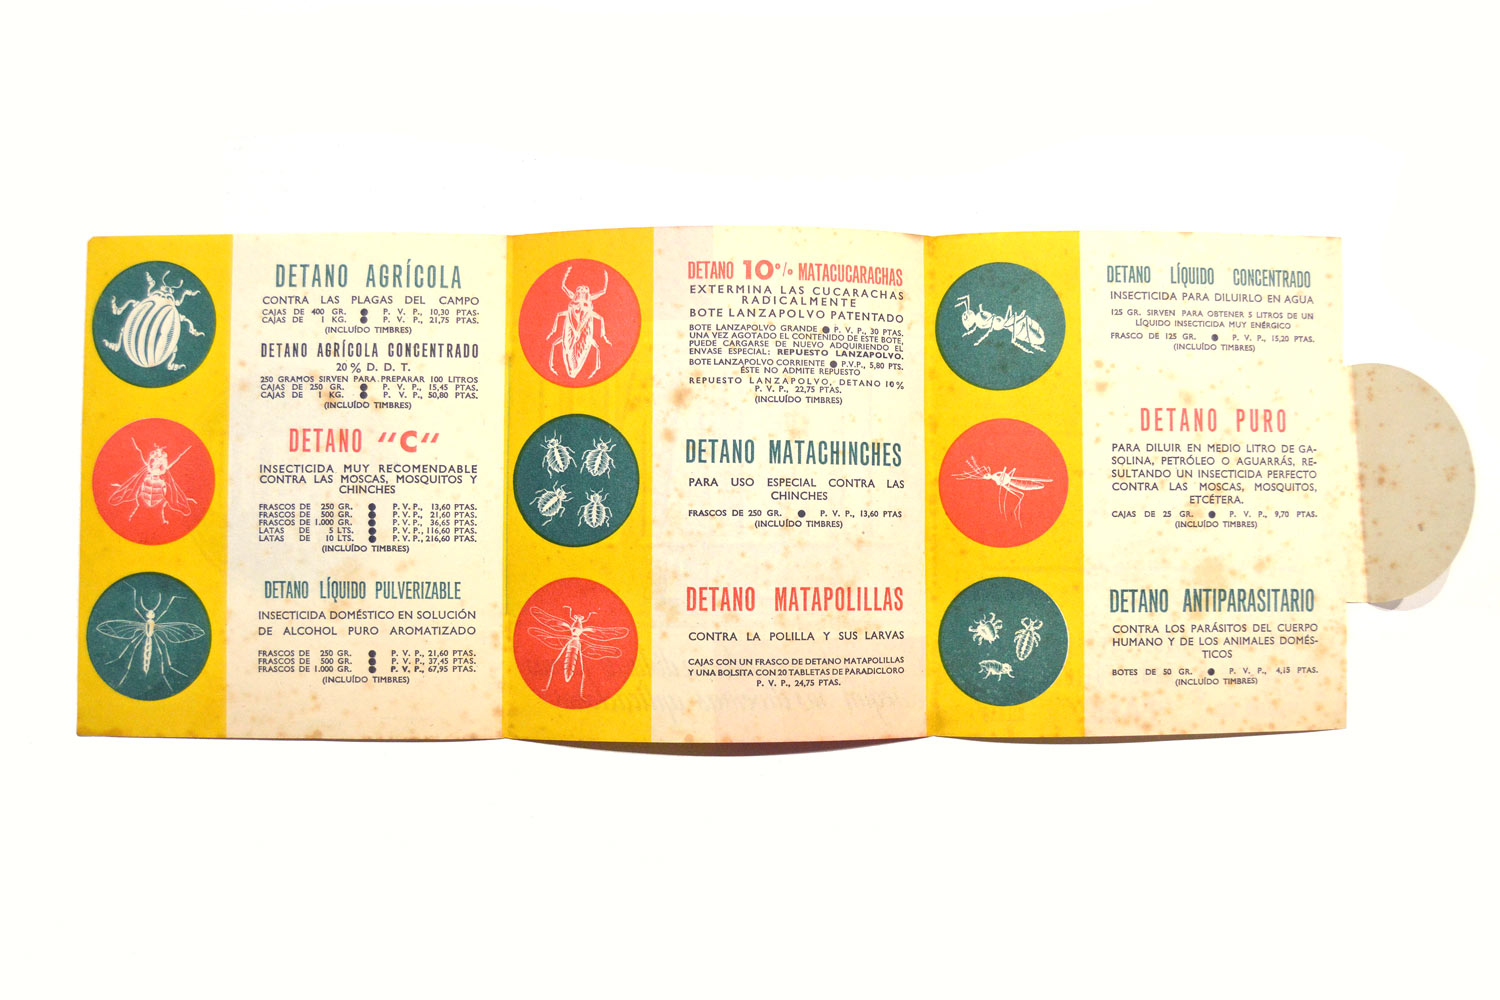 DETANO AGRÍCOLA
CONTRA LAS PLAGAS DEL CAMPO
CAJAS DE 400 GR. ● P. V. P., 10,30 PTAS·
CAJAS DE 1 KG. ● P. V. P., 21,75 PTAS.
(INCLUÍDO TIMBRES)
DETANO AGRÍCOLA CONCENTRADO
20 % D. D. T.
250 GRAMOS SIRVEN PARA PREPARAR 100 LITROS
CAJAS DE 250 GR. ● P. V. P., 15,45 PTAS.
CAJAS DE 1 KG. ● P. V. P., 50,80 PTAS.
(INCLUÍDO TIMBRES)
DETANO "C"
INSECTICIDA MUY RECOMENDABLE
CONTRA LAS MOSCAS, MOSQUITOS Y
CHINCHES
FRASCOS DE 250 GR. ● P. V. P., 13,60 PTAS.
FRASCOS DE 500 GR. ● P. V. P., 21,60 PTAS.
FRASCOS DE 1.000 GR. ● P. V. P., 36,65 PTAS.
LATAS DE 5 LTS. ● P. V. P., 116,60 PTAS.
LATAS DE 10 LTS. ● P. V. P., 216,60 PTAS.
(INCLUÍDO TIMBRES)
DETANO LÍQUIDO PULVERIZABLE
INSECTICIDA DOMÉSTICO EN SOLUCIÓN
DE ALCOHOL PURO AROMATIZADO
FRASCOS DE 250 GR. ● P. V. P., 21,60 PTAS.
FRASCOS DE 500 GR. ● P. V. P., 37,45 PTAS.
FRASCOS DE 1.000 GR. ● P. V. P., 67,95 PTAS.
(INCLUÍDO TIMBRES)
DETANO 10% MATACUCARACHAS
EXTERMINA LAS CUCARACHAS
RADICALMENTE
BOTE LANZAPOLVO PATENTADO
BOTE LANZAPOLVO GRANDE ● P. V. P., 30 PTAS.
UNA VEZ AGOTADO EL CONTENIDO DE ESTE BOTE,
PUEDE CARGARSE DE NUEVO ADQUIRIENDO EL
ENVASE ESPECIAL: REPUESTO LANZAPOLVO.
BOTE LANZAPOLVO CORRIENTE ● P.V.P., 5,80 PTS.
ÉSTE NO ADMITE REPUESTO
REPUESTO LANZAPOLVO, DETANO 10 %
P. V. P., 22,75 PTAS.
(INCLUÍDO TIMBRES)
DETANO MATACHINCHES
PARA USO ESPECIAL CONTRA LAS
CHINCHES
FRASCOS DE 250 GR. ● P. V. P., 13,60 PTAS
(INCLUÍDO TIMBRES)
DETANO MATAPOLILLAS
CONTRA LA POLILLA Y SUS LARVAS
CAJAS CON UN FRASCO DE DETANO MATAPOLILLAS
Y UNA BOLSITA CON 20 TABLETAS DE PARADICLORO
P. V. P., 24,75 PTAS.
DETANO LÍQUIDO CONCENTRADO
INSECTICIDA PARA DILUIRLO EN AGUA
125 GR. SIRVEN PARA OBTENER 5 LITROS DE UN
LÍQUIDO INSECTICIDA MUY ENÉRGICO
FRASCO DE 125 GR. ● P. V. P., 15,20 PTAS.
(INCLUÍDO TIMBRES)
DETANO PURO
PARA DILUIR EN MEDIO LITRO DE GA-
SOLINA, PETRÓLEO O AGUARRÁS, RE-
SULTANDO UN INSECTICIDA PERFECTO
CONTRA LAS MOSCAS, MOSQUITOS,
ETCÉTERA.
CAJAS DE 25 GR. ● P. V. P., 9,70 PTAS.
(INCLUÍDO TIMBRES)
DETANO ANTIPARASITARIO
CONTRA LOS PARÁSITOS DEL CUERPO
HUMANO Y DE LOS ANIMALES DOMÉS-
TICOS
BOTES DE 50 GR. ● P. V. P., 4,15 PTAS.
(INCLUÍDO TIMBRES)